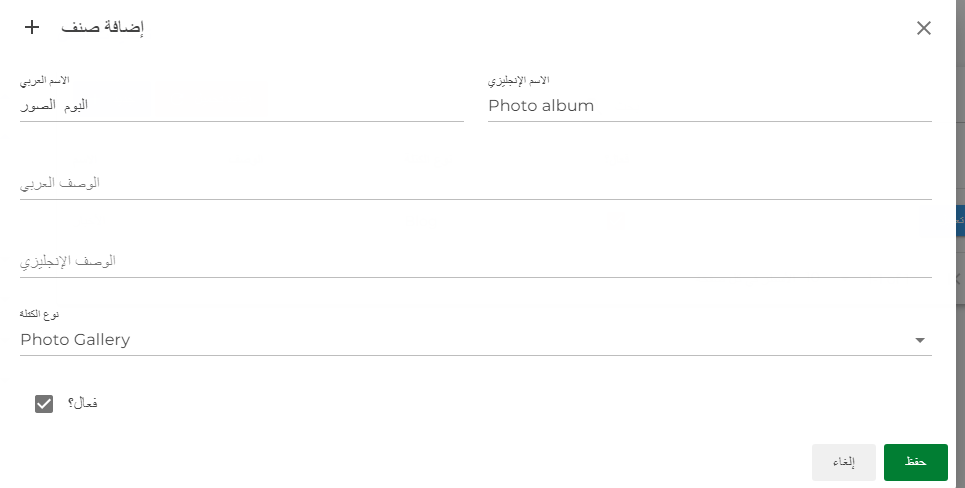 إضافة صنف
الاسم العربي
البوم الصور
الاسم الإنجليزي
Photo album
الوصف العربي
الوصف الإنجليزي
نوع الكتلة
Photo Gallery
فعال؟
إلغاء
حفظ